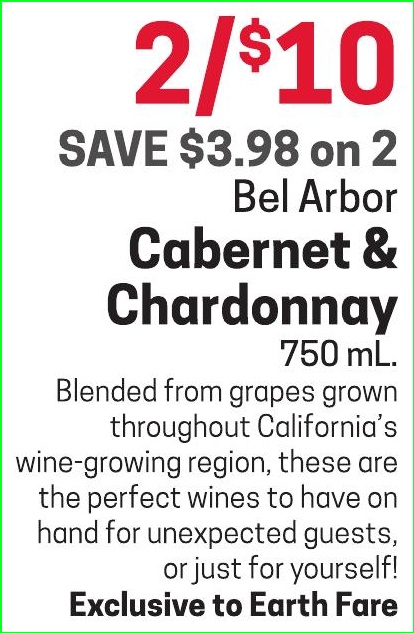 2/$10
SAVE $3.98 on 2
Bel Arbor
Cabernet &
Chardonnay
750 mL.
Blended from grapes grown
throughout California's
wine-growing region, these are
the perfect wines to have on
hand for unexpected guests,
or just for yourself!
Exclusive to Earth Fare